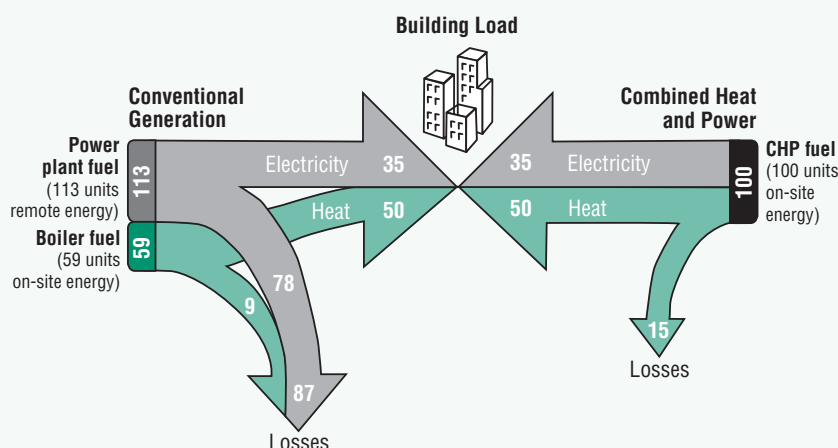 Building Load
Conventional
Generation
Combined Heat
and Power
Power
plant fuel
(113 units
remote energy)
113
Boiler fuel
(59 units
on-site energy)
59
Electricity 35
Heat 50
78
9
87
Losses
35 Electricity
50 Heat
100
CHP fuel
(100 units
on-site
energy)
15
Losses